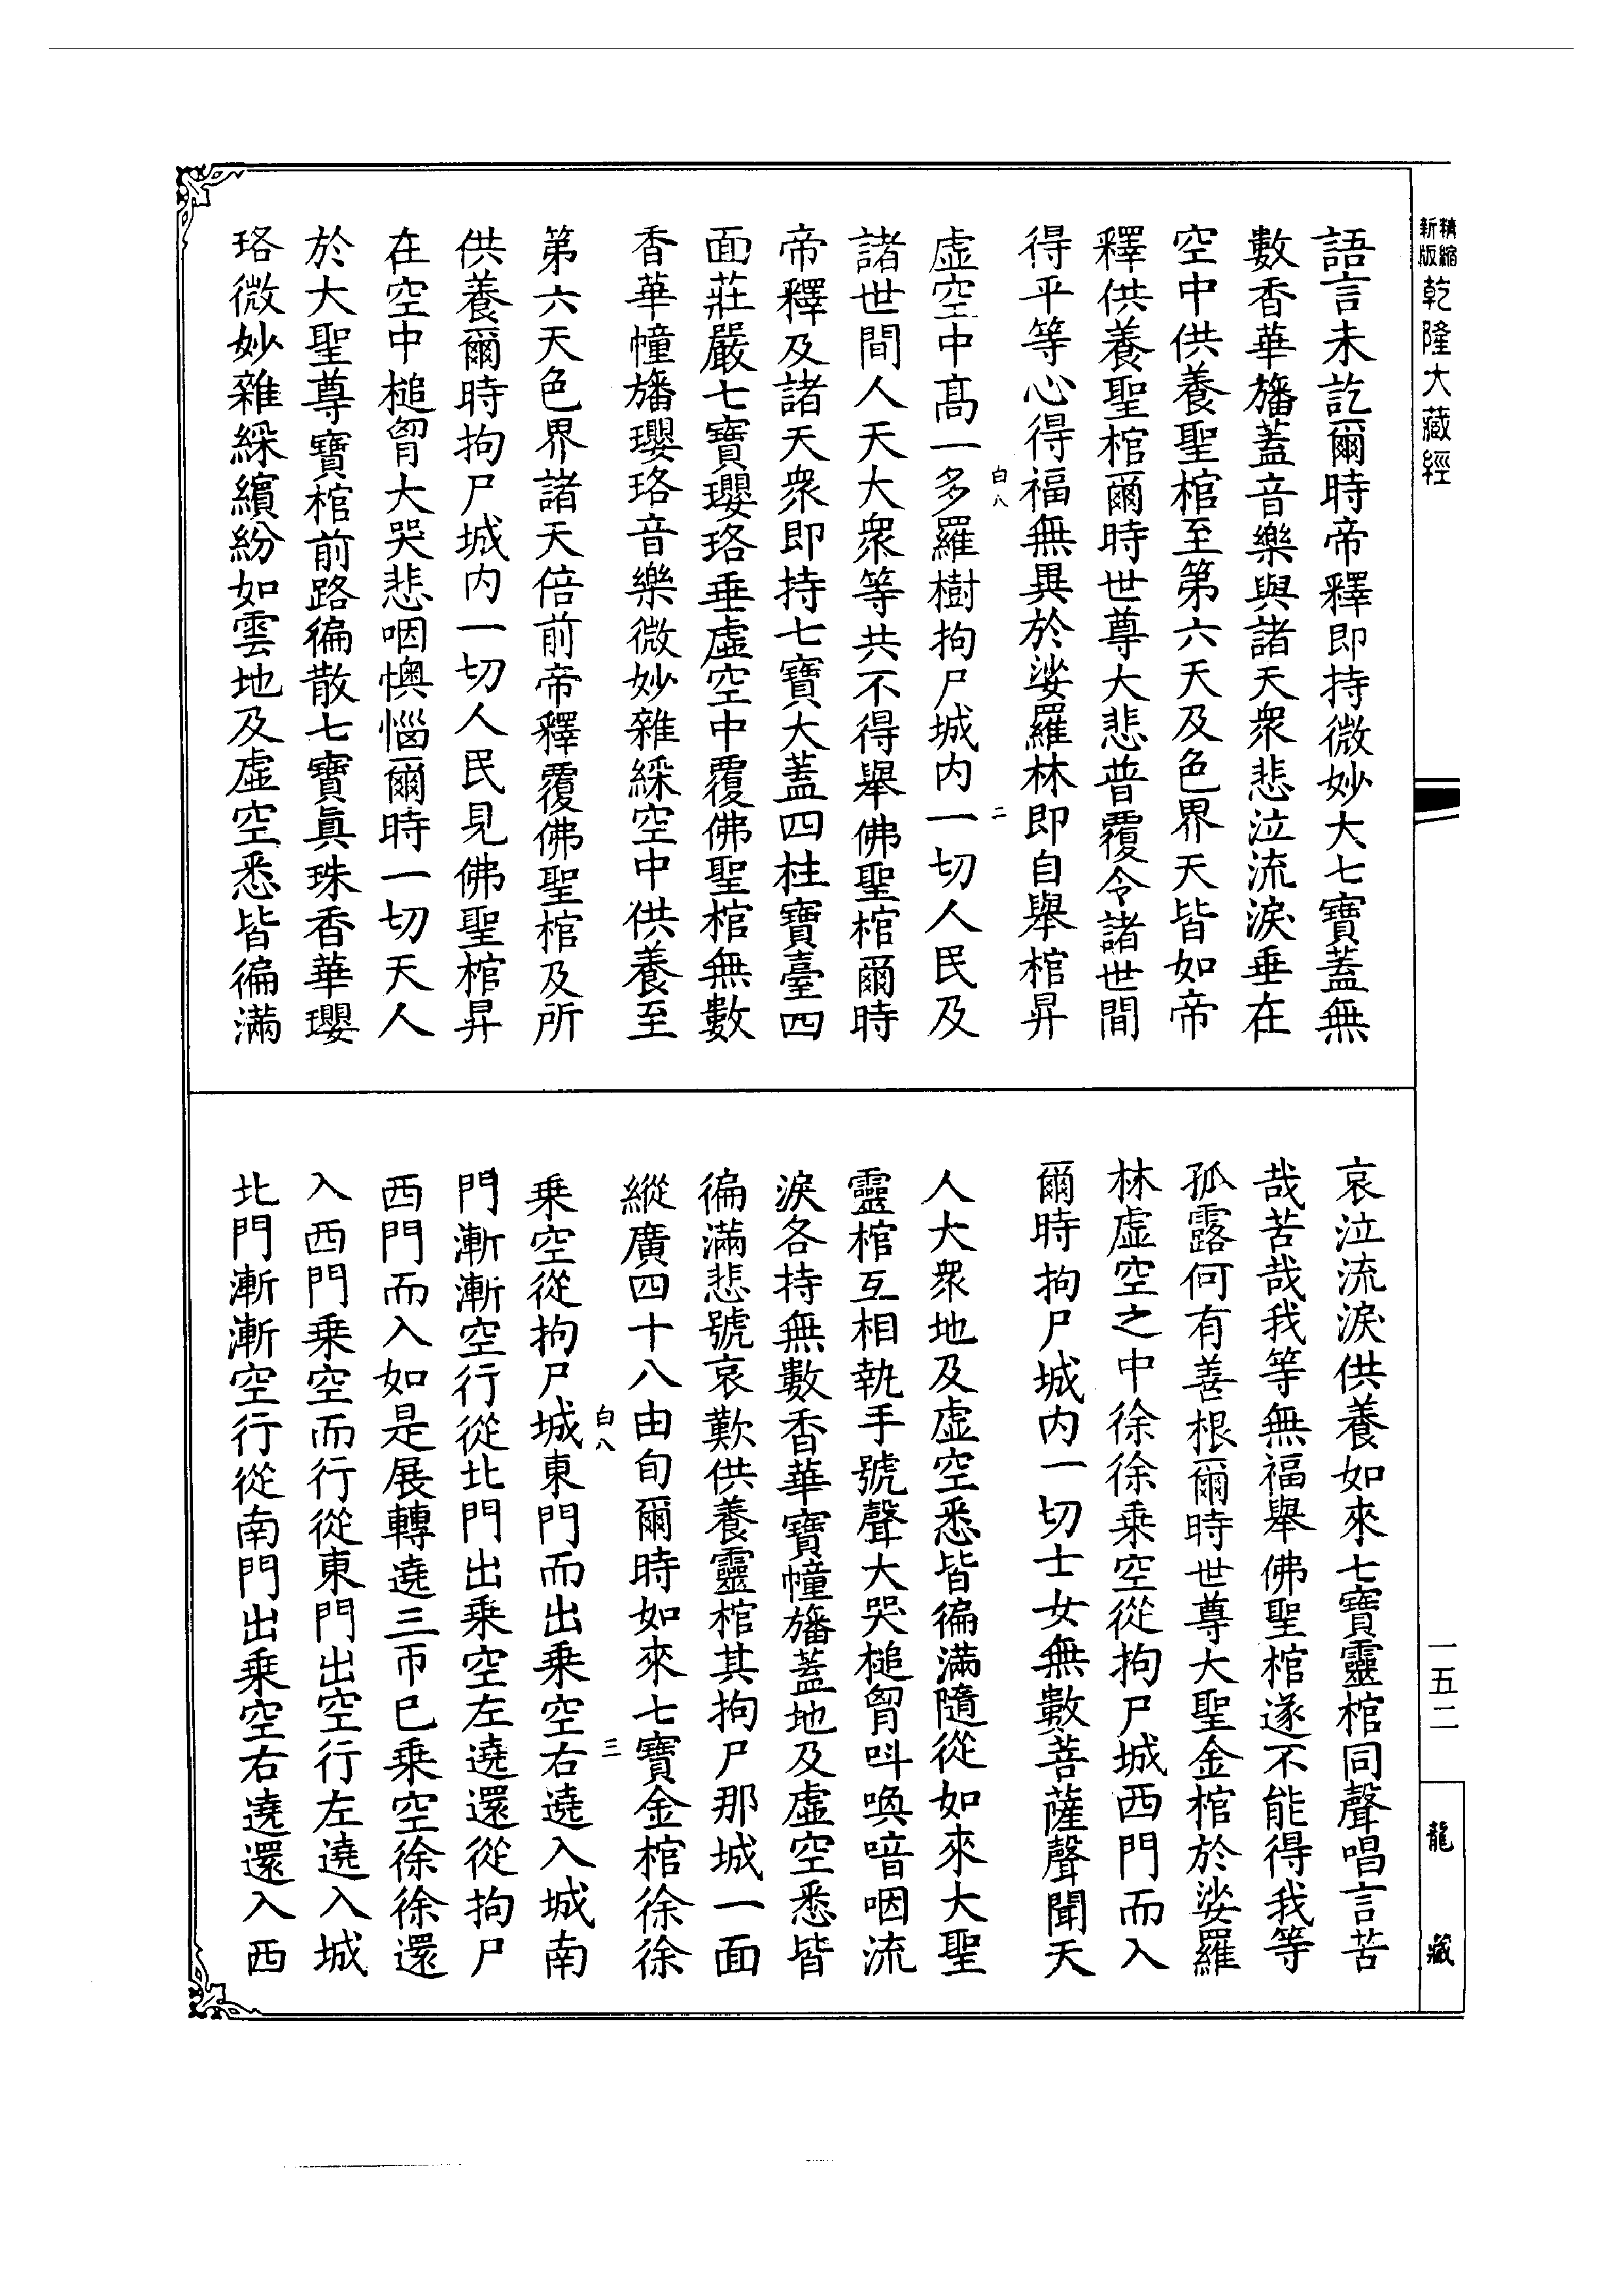 新版精縮
乾隆大藏經
語言未訖爾時帝釋即持微妙大七寶蓋無
數香華旛蓋音樂與諸天衆悲泣流淚垂在
空中供養聖棺至第六天及色界天皆如帝
釋供養聖棺爾時世尊大悲普覆令諸世間
得平等心得福無異於娑羅林即自舉棺昇
白八
二
虛空中高一多羅樹拘尸城内一切人民及
諸世間人天大衆等共不得舉佛聖棺爾時
帝釋及諸天衆即持七寶大蓋四柱寶臺四
面莊嚴七寶瓔珞垂虛空中覆佛聖棺無數
香華幢旛瓔珞音樂微妙雜綵空中供養至
第六天色界諸天倍前帝釋覆佛聖棺及所
供養爾時拘尸城内一切人民見佛聖棺昇
在空中槌胷大哭悲咽懊惱爾時一切天人
於大聖尊寶棺前路徧散七寶眞珠香華瓔
珞微妙雜綵繽紛如雲地及虛空悉皆徧滿
哀泣流淚供養如來七寶靈棺同聲唱言苦
哉苦哉我等無福舉佛聖棺遂不能得我等
孤露何有善根爾時世尊大聖金棺於娑羅
林虛空之中徐徐乘空從拘尸城西門而入
爾時拘尸城内一切士女無數菩薩聲聞天
人大衆地及虛空悉皆徧滿隨從如來大聖
靈棺互相執手號聲大哭槌胷呌喚喑咽流
淚各持無數香華寶幢旛蓋地及虛空悉皆
徧滿悲號哀歎供養靈棺其拘尸那城一面
縱廣四十八由旬爾時如來七寶金棺徐徐
白八
三
乘空從拘尸城東門而出乘空右遶入城南
門漸漸空行從北門出乘空左遶還從拘尸
西門而入如是展轉遶三帀已乘空徐徐還
入西門乘空而行從東門出空行左遶入城
北門漸漸空行從南門出乘空右遶還入西
一五二
龍藏